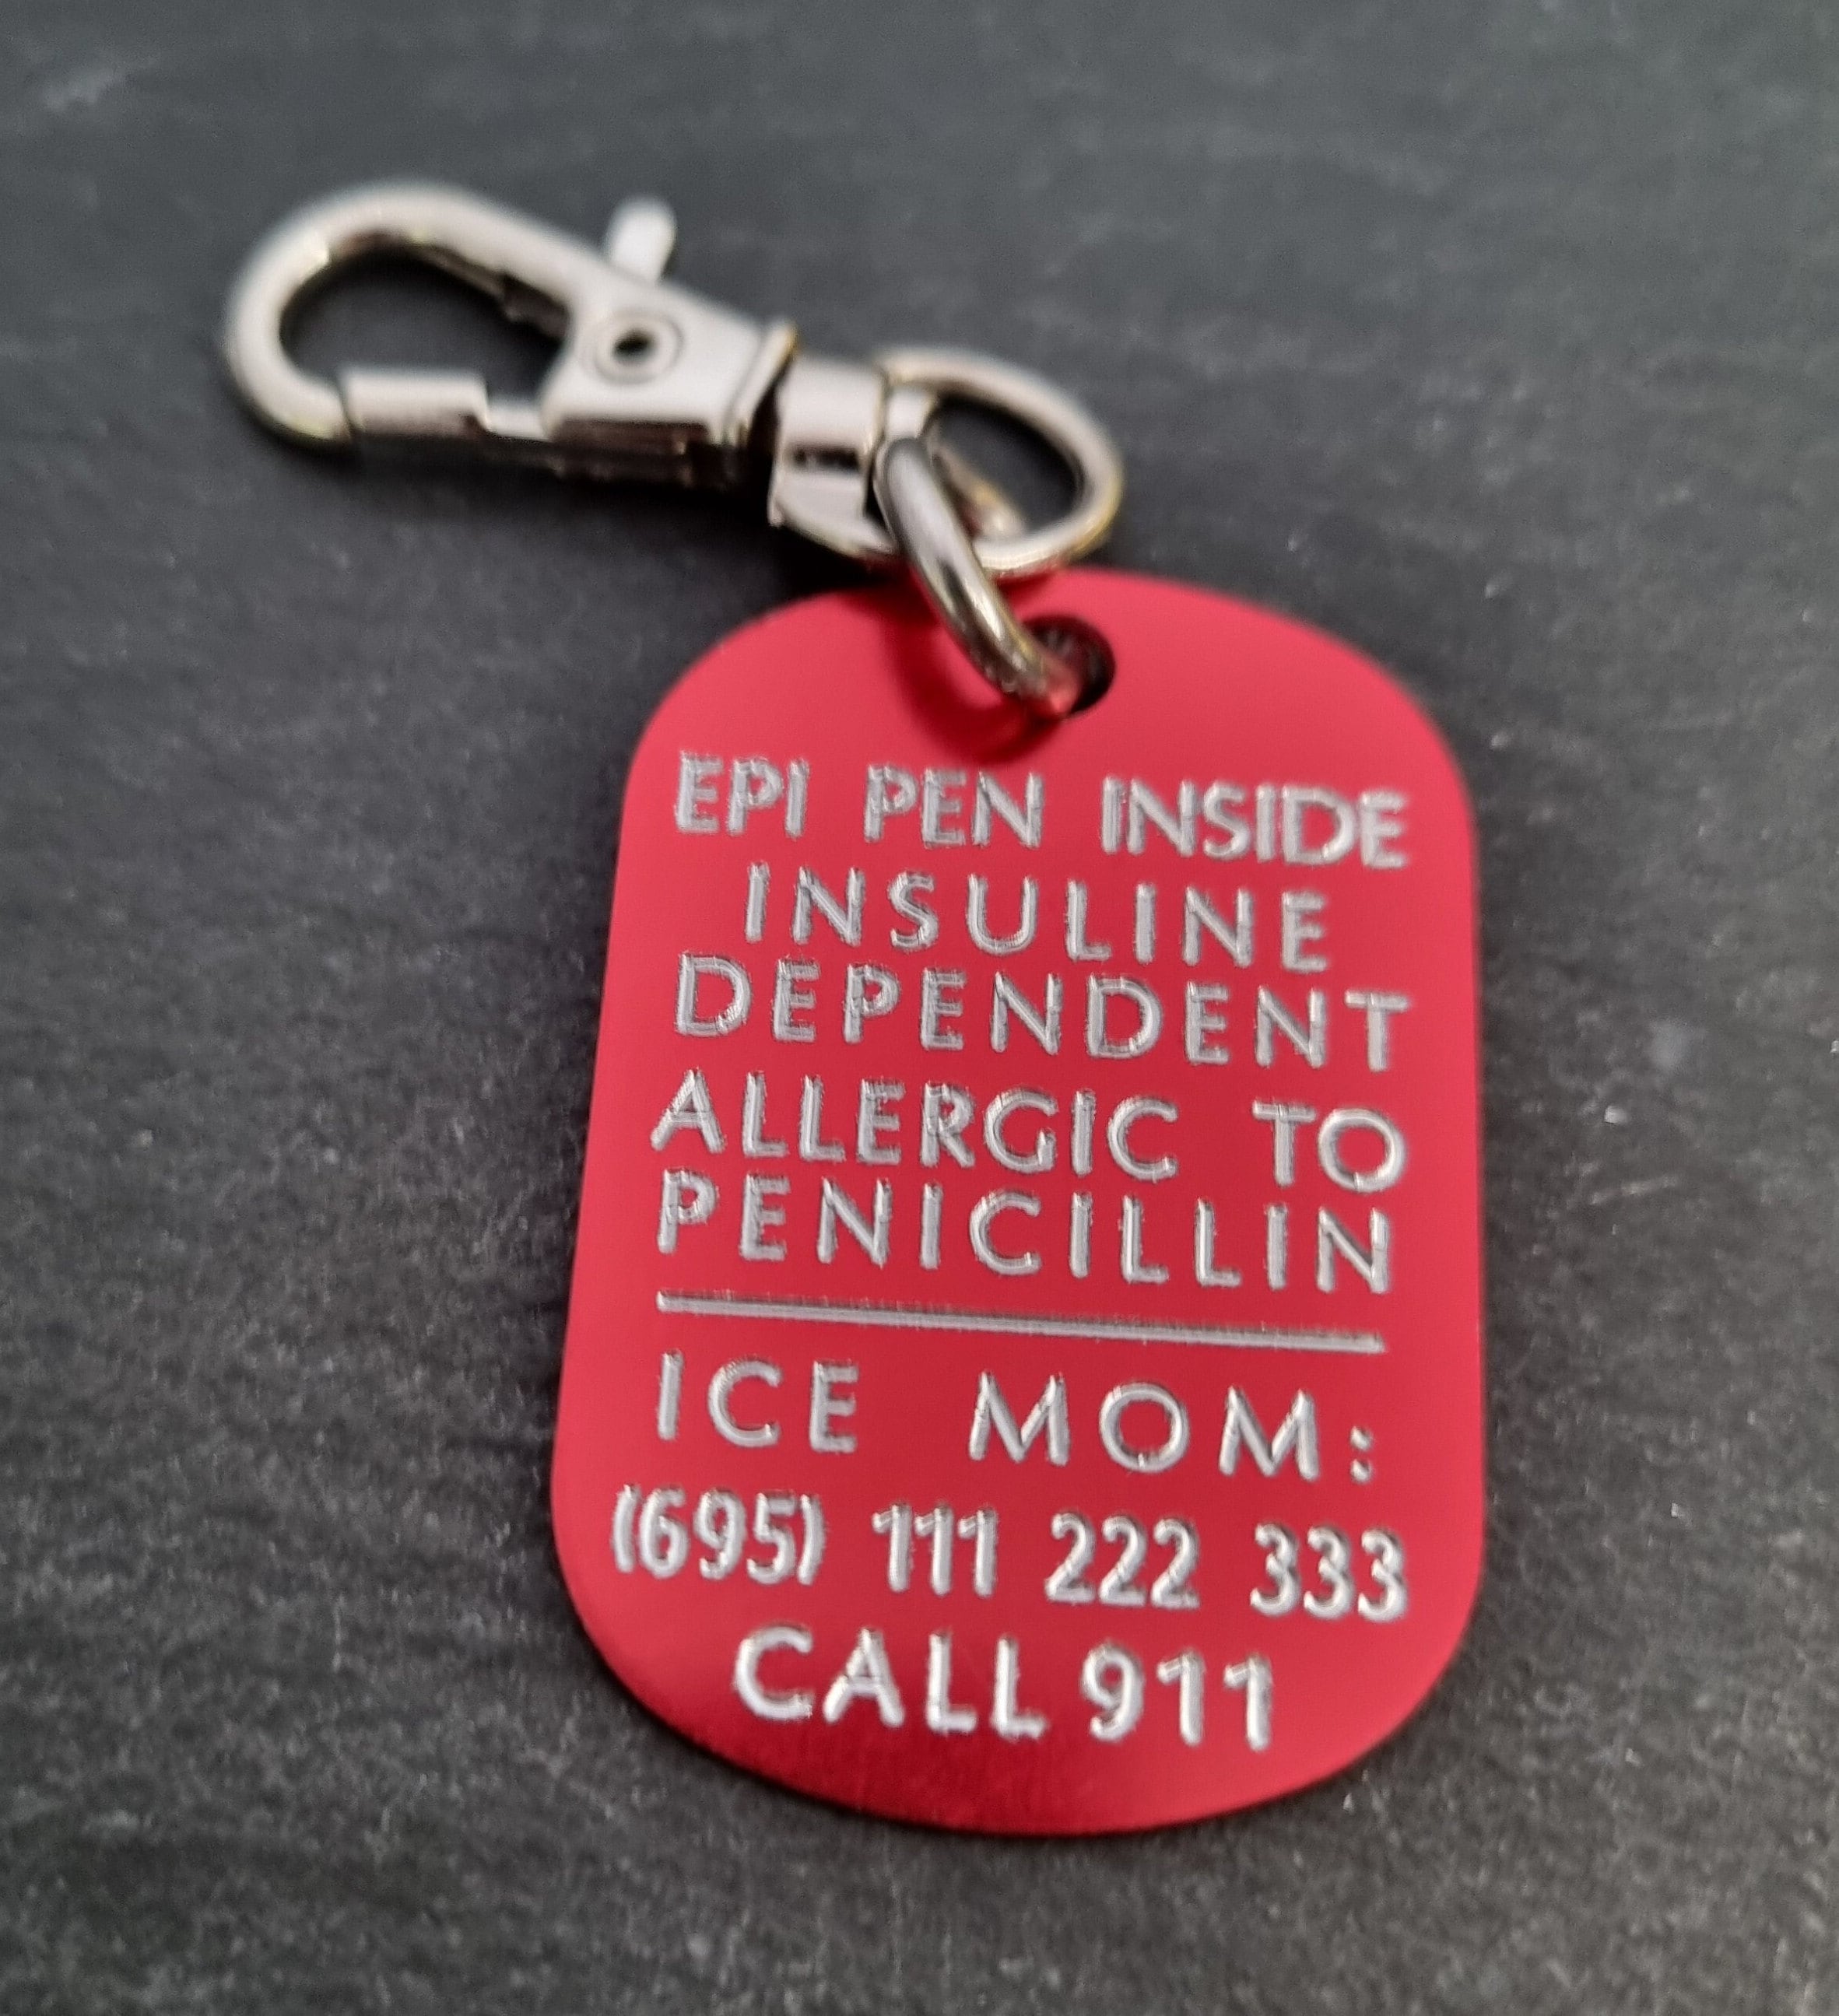 EPI PEN INSIDE
INSULINE
DEPENDENT
ALLERGIC TO
PENICILLIN
ICE MOM:
(695) 111 222 333
CALL 911